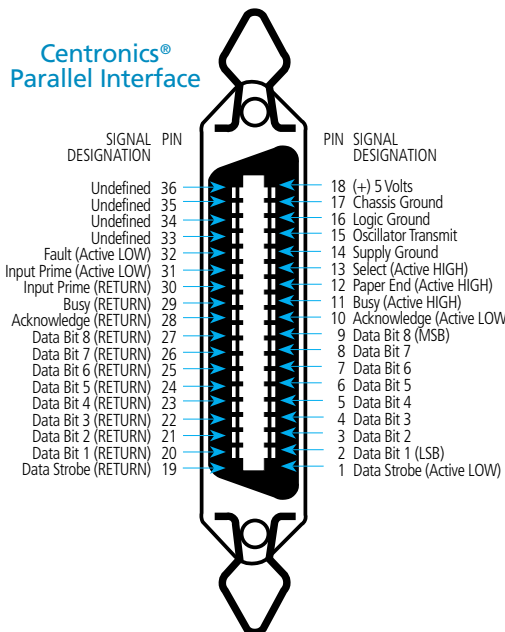 Centronics®
Parallel Interface
SIGNAL DESIGNATION PIN
Undefined 36
Undefined 35
Undefined 34
Undefined 33
Fault (Active LOW) 32
Input Prime (Active LOW) 31
Input Prime (RETURN) 30
Busy (RETURN) 29
Acknowledge (RETURN) 28
Data Bit 8 (RETURN) 27
Data Bit 7 (RETURN) 26
Data Bit 6 (RETURN) 25
Data Bit 5 (RETURN) 24
Data Bit 4 (RETURN) 23
Data Bit 3 (RETURN) 22
Data Bit 2 (RETURN) 21
Data Bit 1 (RETURN) 20
Data Strobe (RETURN) 19
PIN SIGNAL DESIGNATION
18 (+) 5 Volts
17 Chassis Ground
16 Logic Ground
15 Oscillator Transmit
14 Supply Ground
13 Select (Active HIGH)
12 Paper End (Active HIGH)
11 Busy (Active HIGH)
10 Acknowledge (Active LOW
9 Data Bit 8 (MSB)
8 Data Bit 7
7 Data Bit 6
6 Data Bit 5
5 Data Bit 4
4 Data Bit 3
3 Data Bit 2
2 Data Bit 1 (LSB)
1 Data Strobe (Active LOW)